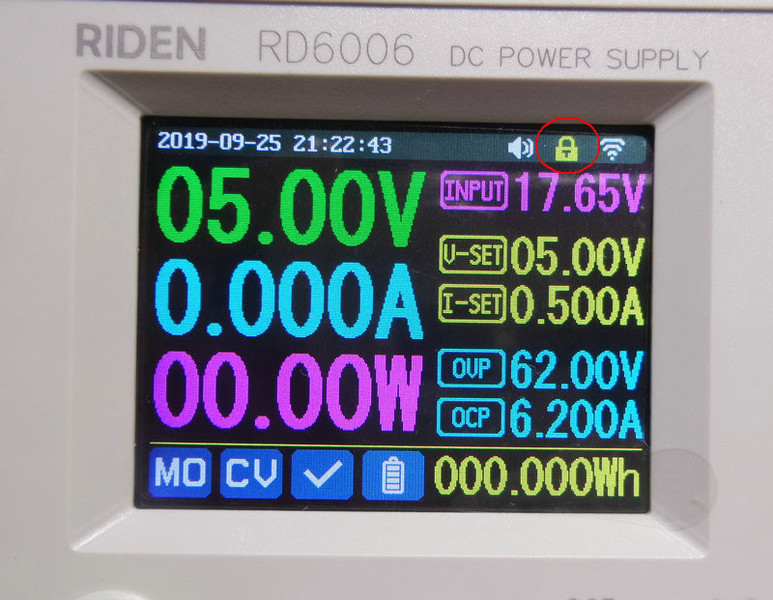 RIDEN RD6006 DC POWER SUPPLY
2019-09-25 21:22:43
05.00V
0.000A
00.00W
INPUT 17.65V
V-SET 05.00V
I-SET 0.500A
OVP 62.00V
OCP 6.200A
M0 CV 000.000Wh